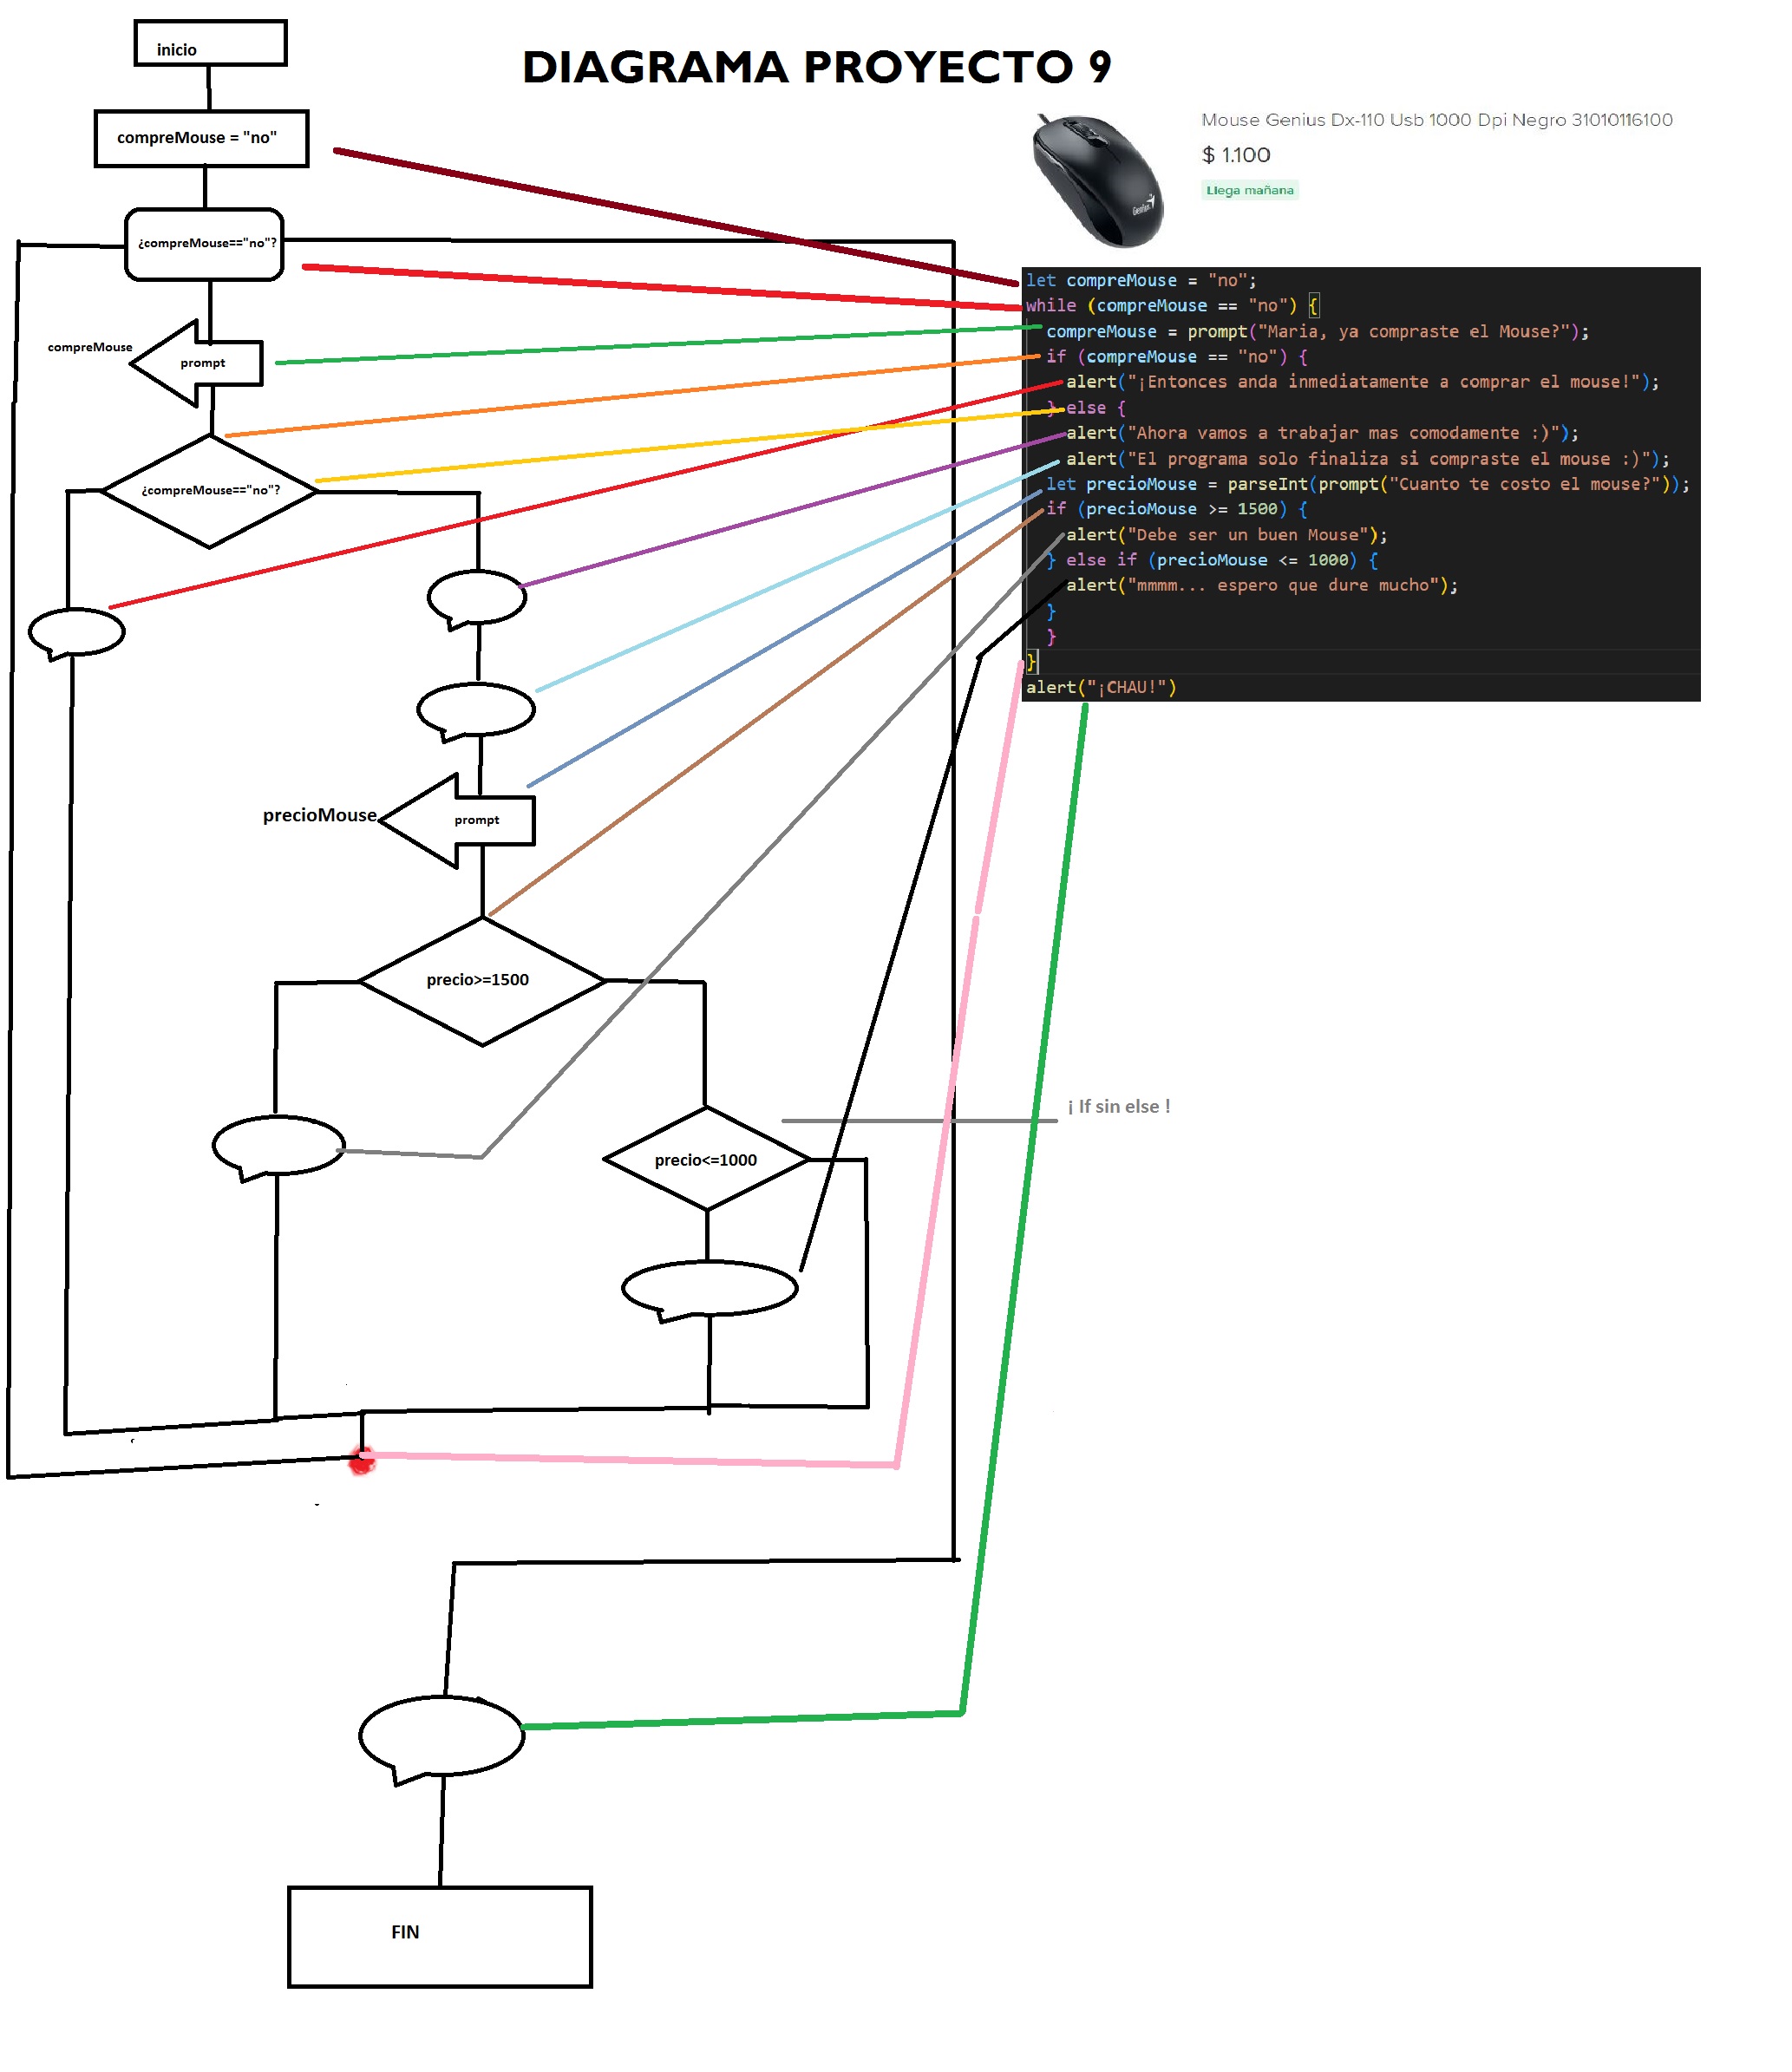 inicio
DIAGRAMA PROYECTO 9
compreMouse = "no"
Mouse Genius Dx-110 Usb 1000 Dpi Negro 31010116100
$ 1.100
Llega mañana
Genius
¿compreMouse=="no"?
compreMouse
prompt
¿compreMouse=="no"?
let compreMouse = "no";
while (compreMouse == "no") {
compreMouse = prompt("Maria, ya compraste el Mouse?");
if (compreMouse == "no") {
alert("¡Entonces anda inmediatamente a comprar el mouse!");
} else {
alert("Ahora vamos a trabajar mas comodamente :)");
alert("El programa solo finaliza si compraste el mouse :)");
let precioMouse = parseInt(prompt("Cuanto te costo el mouse?"));
if (precioMouse >= 1500) {
alert("Debe ser un buen Mouse");
} else if (precioMouse <= 1000) {
alert("mmmm... espero que dure mucho");
}
}
}
alert("¡CHAU!")
precioMouse
prompt
precio>=1500
¡ If sin else !
precio<=1000
FIN